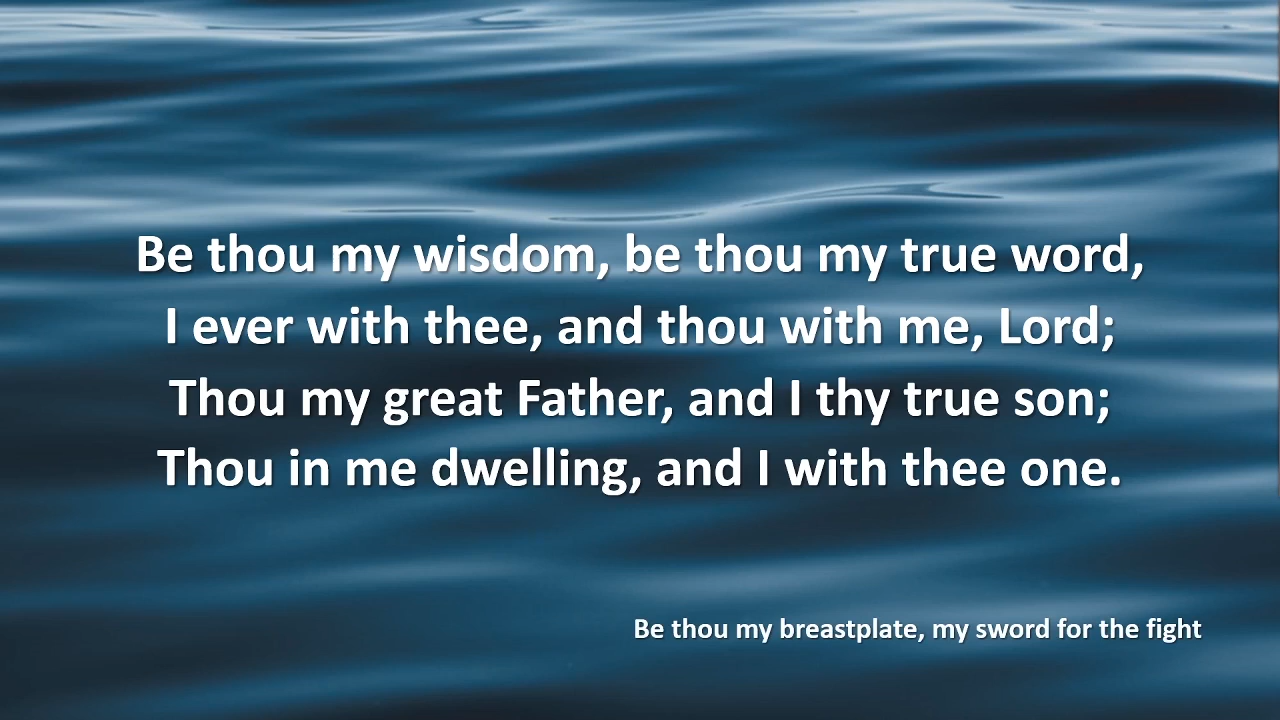 Be thou my wisdom, be thou my true word,
I ever with thee, and thou with me, Lord;
Thou my great Father, and I thy true son;
Thou in me dwelling, and I with thee one.
Be thou my breastplate, my sword for the fight